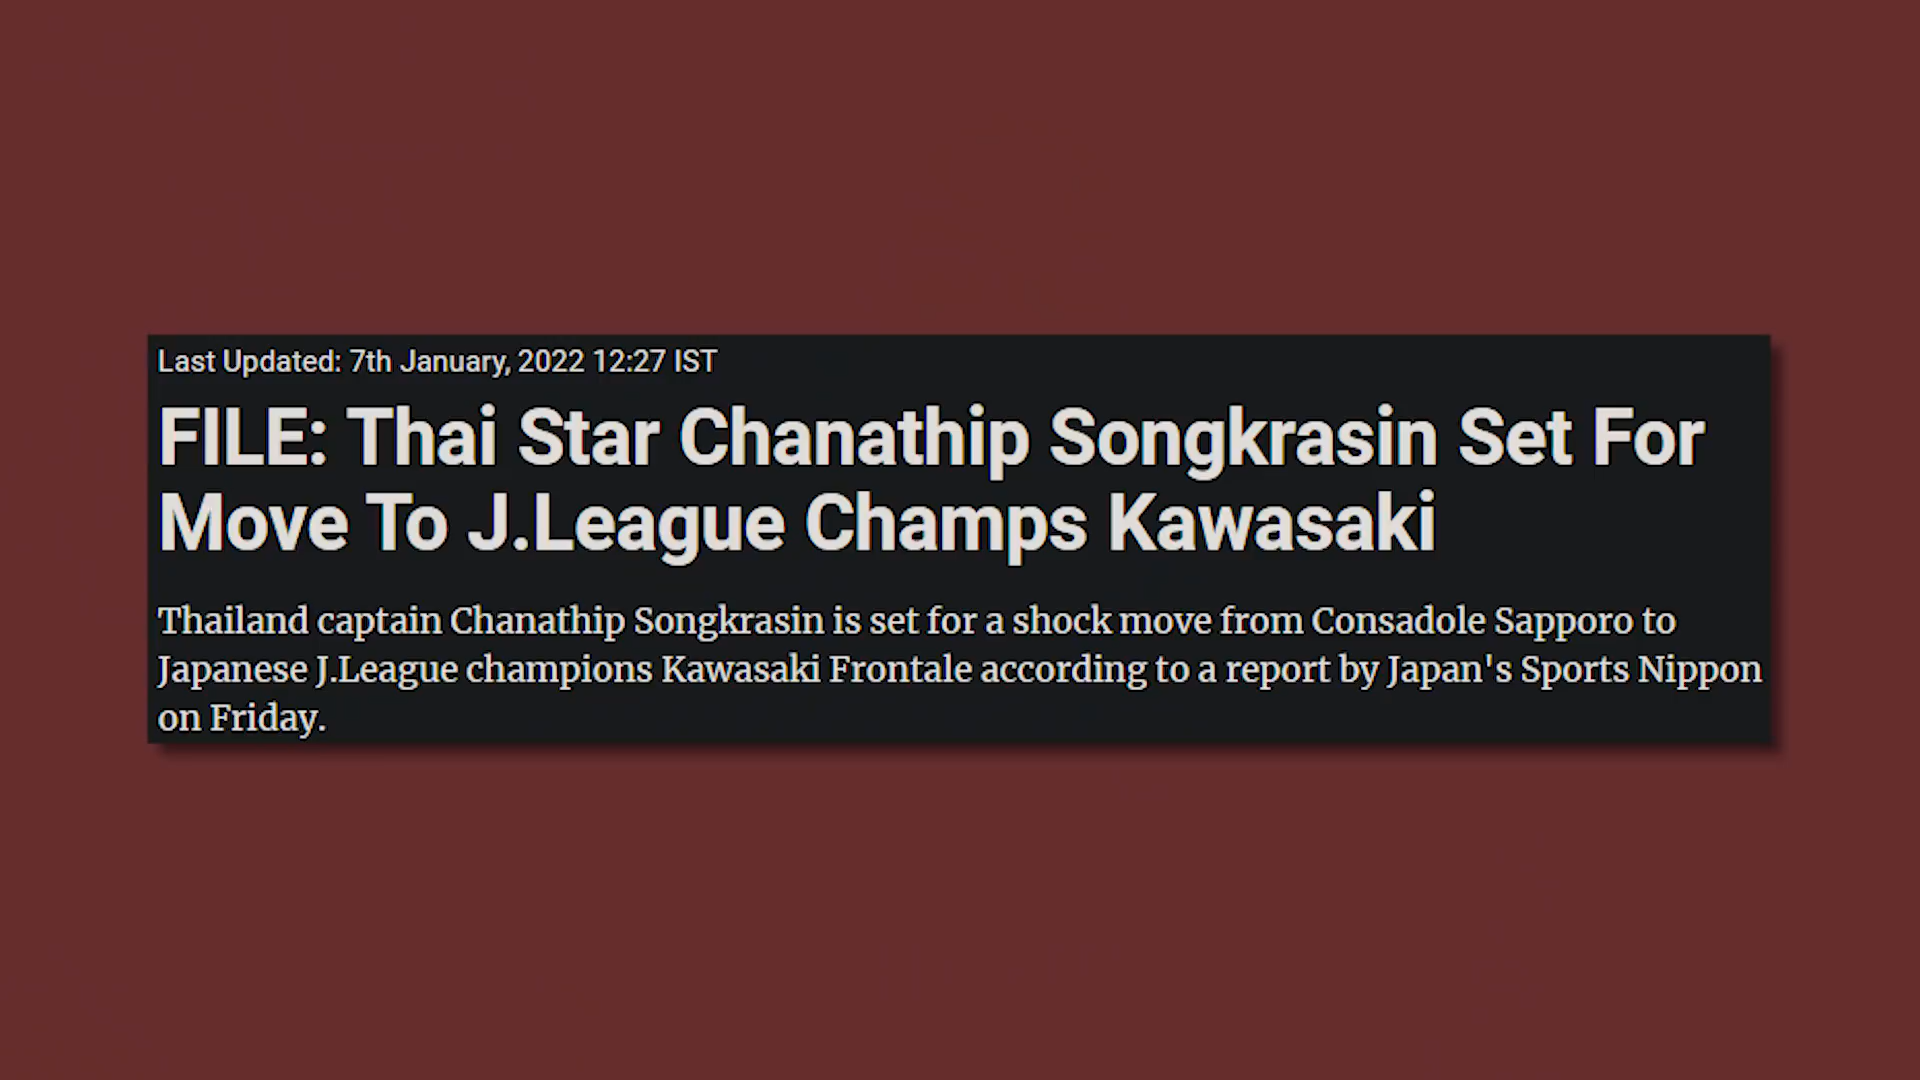 Last Updated: 7th January, 2022 12:27 IST
FILE: Thai Star Chanathip Songkrasin Set For
Move To J.League Champs Kawasaki
Thailand captain Chanathip Songkrasin is set for a shock move from Consadole Sapporo to
Japanese J.League champions Kawasaki Frontale according to a report by Japan's Sports Nippon
on Friday.